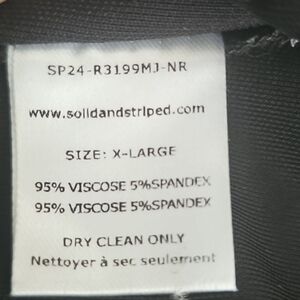 SP24-R3199MJ-NR
www.solidandstriped.com
SIZE: X-LARGE
95% VISCOSE 5%SPANDEX
95% VISCOSE 5%SPANDEX
DRY CLEAN ONLY
Nettoyer à sec seulement